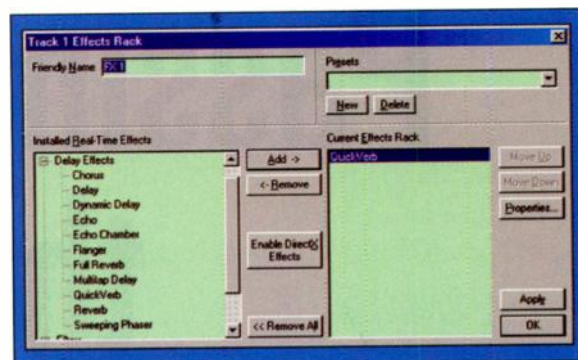 Track 1 Effects Rack
Friendly Name FX 1
Presets
New Delete
Installed Real-Time Effects
Delay Effects
Chorus
Delay
Dynamic Delay
Echo
Echo Chamber
Flanger
Full Reverb
Multitap Delay
QuickVerb
Reverb
Sweeping Phaser
Add ->
<- Remove
Enable DirectX
Effects
<< Remove All
Current Effects Rack
QuickVerb
Move Up
Move Down
Properties...
Apply
OK